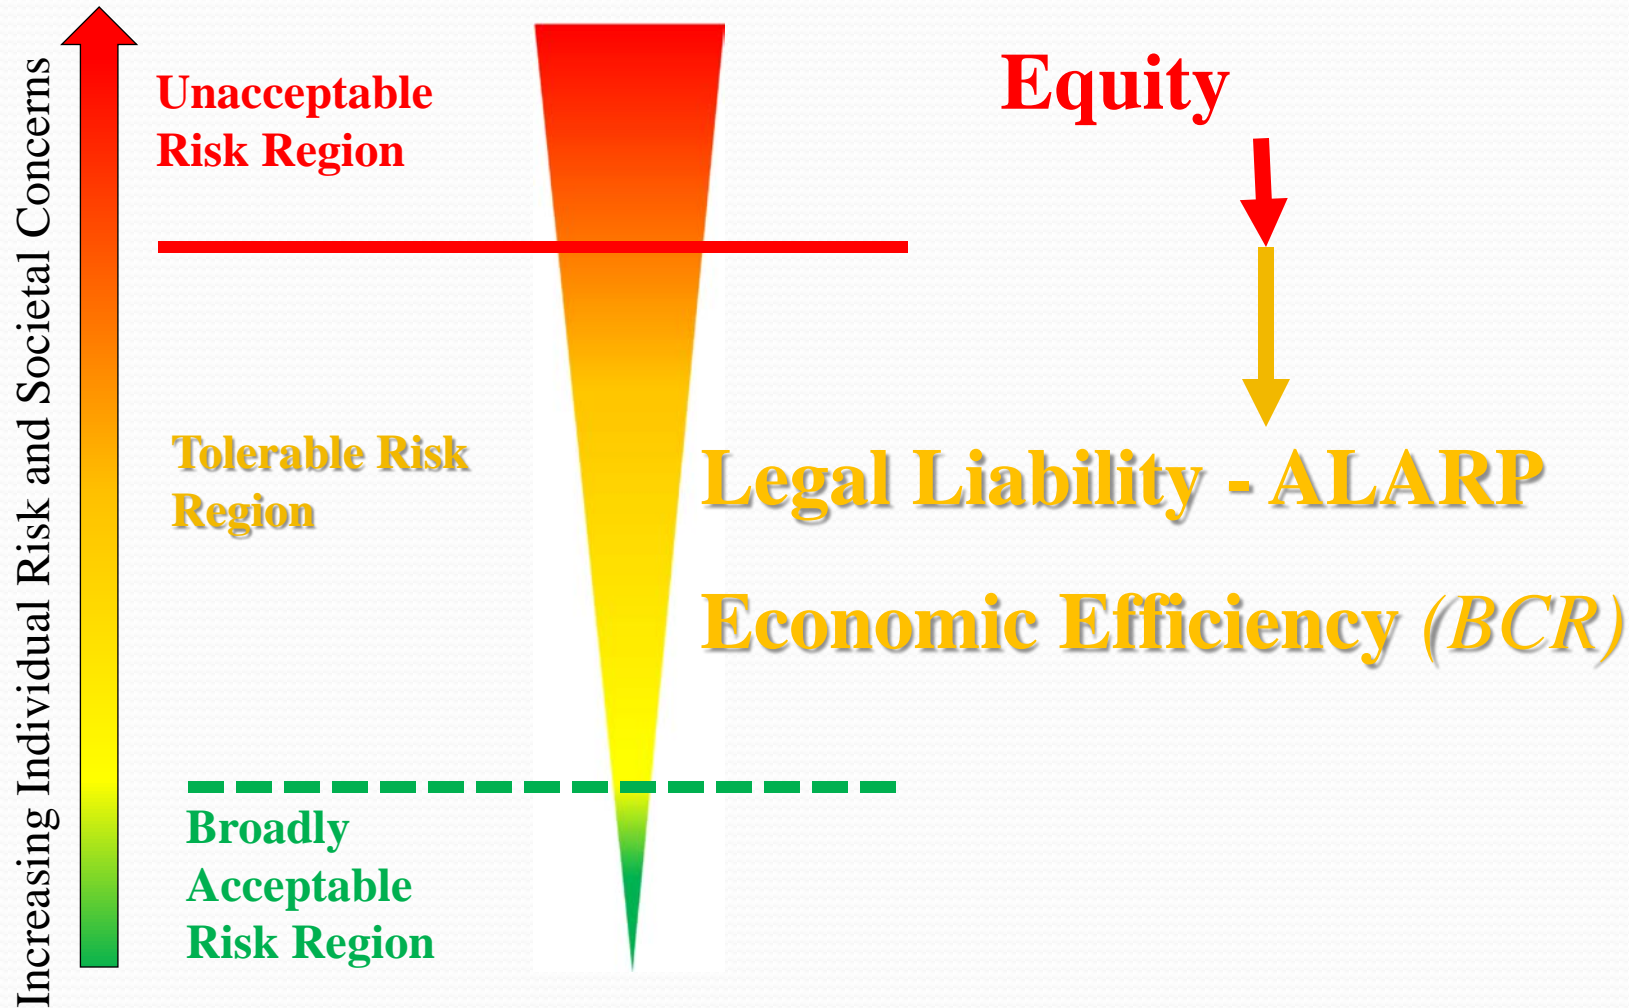 Increasing Individual Risk and Societal Concerns
Unacceptable
Risk Region
Equity
Tolerable Risk
Region
Legal Liability - ALARP
Economic Efficiency (BCR)
Broadly
Acceptable
Risk Region